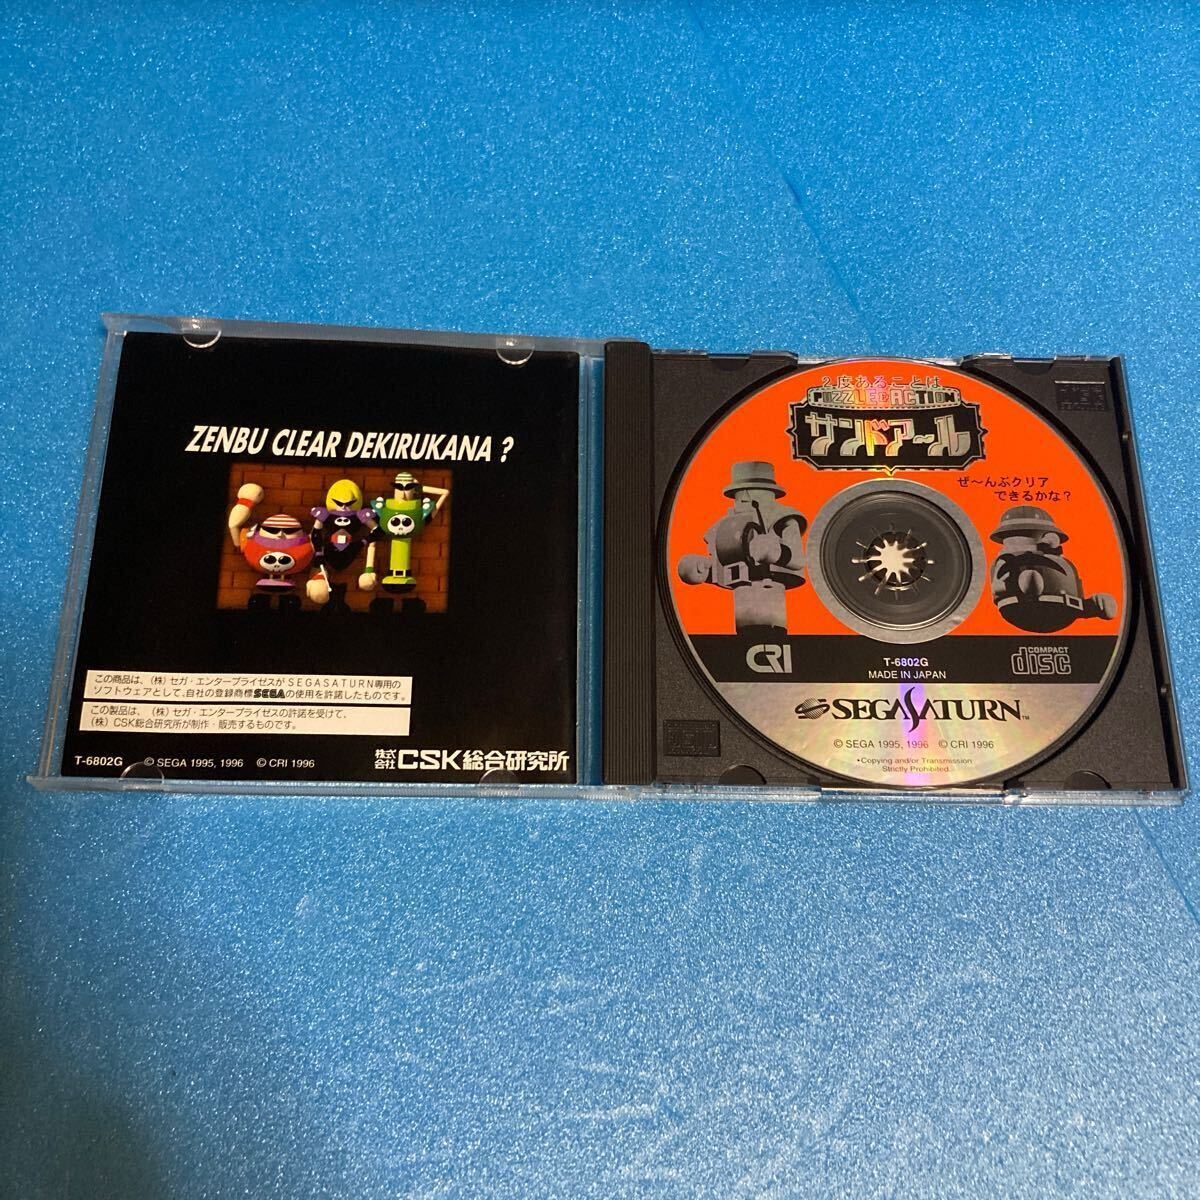 ZENBU CLEAR DEKIRUKANA ?
この商品は、(株)セガ・エンタープライゼスがSEGASATURN専用の
ソフトウェアとして、自社の登録商標SEGAの使用を許諾したものです。
この製品は、(株)セガ・エンタープライゼスの許諾を受けて、
(株)CSK総合研究所が制作・販売するものです。
T-6802G © SEGA 1995, 1996 © CRI 1996
株式会社CSK総合研究所
2度あることは
PUZZLE & ACTION
サンドアール
ぜ〜んぶクリア
できるかな?
CRI
T-6802G
MADE IN JAPAN
COMPACT
disc
SEGASATURN™
© SEGA 1995, 1996 © CRI 1996
•Copying and/or Transmission
Strictly Prohibited.